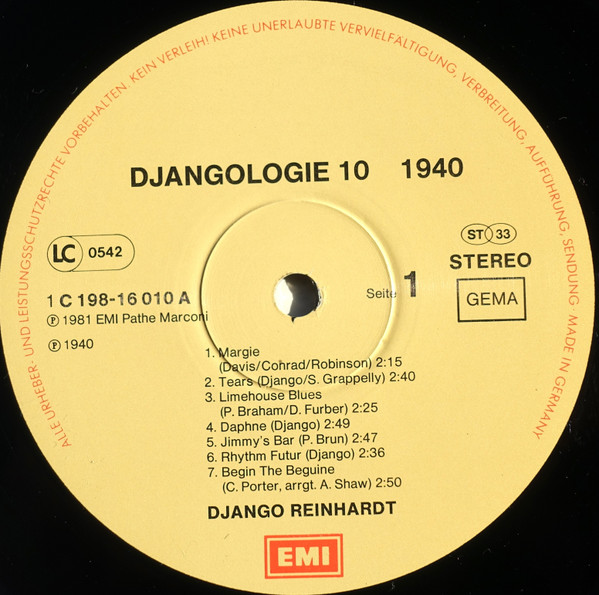 ALLE URHEBER- UND LEISTUNGSSCHUTZRECHTE VORBEHALTEN. KEIN VERLEIH! KEINE UNERLAUBTE VERVIELFÄLTIGUNG, VERBREITUNG, AUFFÜHRUNG, SENDUNG · MADE IN GERMANY
DJANGOLOGIE 10 1940
LC 0542
ST 33
STEREO
1 C 198-16 010 A
Seite 1
GEMA
Ⓟ 1981 EMI Pathe Marconi
Ⓟ 1940
1. Margie
(Davis/Conrad/Robinson) 2:15
2. Tears (Django/S. Grappelly) 2:40
3. Limehouse Blues
(P. Braham/D. Furber) 2:25
4. Daphne (Django) 2:49
5. Jimmy's Bar (P. Brun) 2:47
6. Rhythm Futur (Django) 2:36
7. Begin The Beguine
(C. Porter, arrgt. A. Shaw) 2:50
DJANGO REINHARDT
EMI